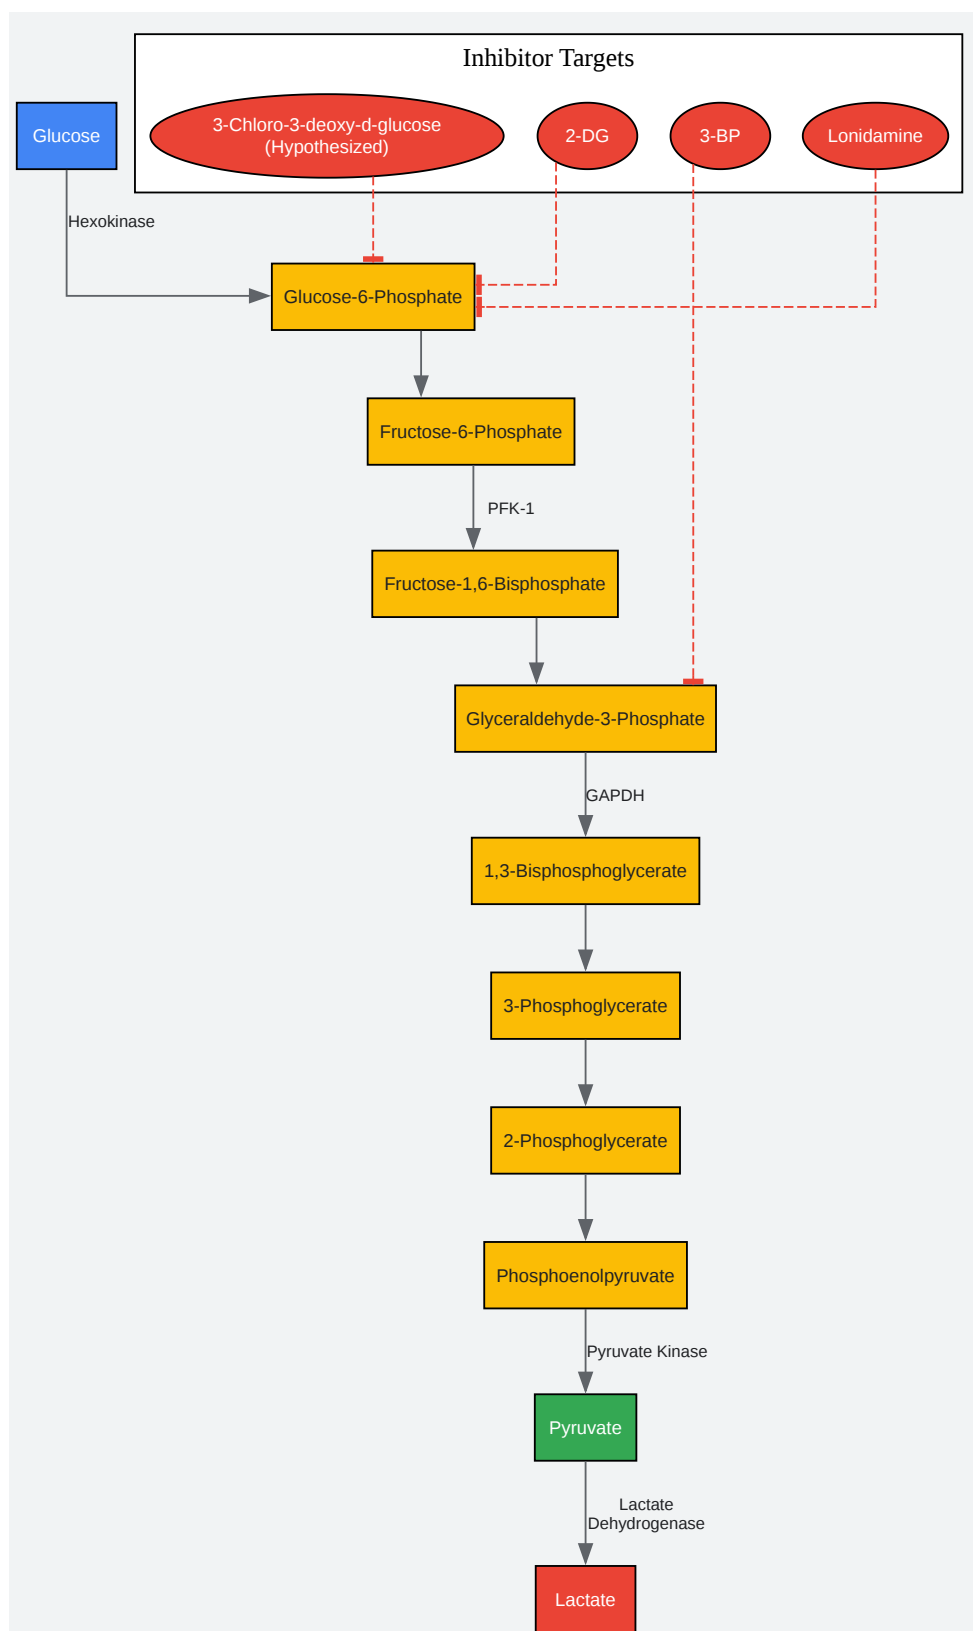 Inhibitor Targets
Glucose
3-Chloro-3-deoxy-d-glucose
(Hypothesized)
2-DG
3-BP
Lonidamine
Hexokinase
Glucose-6-Phosphate
Fructose-6-Phosphate
PFK-1
Fructose-1,6-Bisphosphate
Glyceraldehyde-3-Phosphate
GAPDH
1,3-Bisphosphoglycerate
3-Phosphoglycerate
2-Phosphoglycerate
Phosphoenolpyruvate
Pyruvate Kinase
Pyruvate
Lactate
Dehydrogenase
Lactate